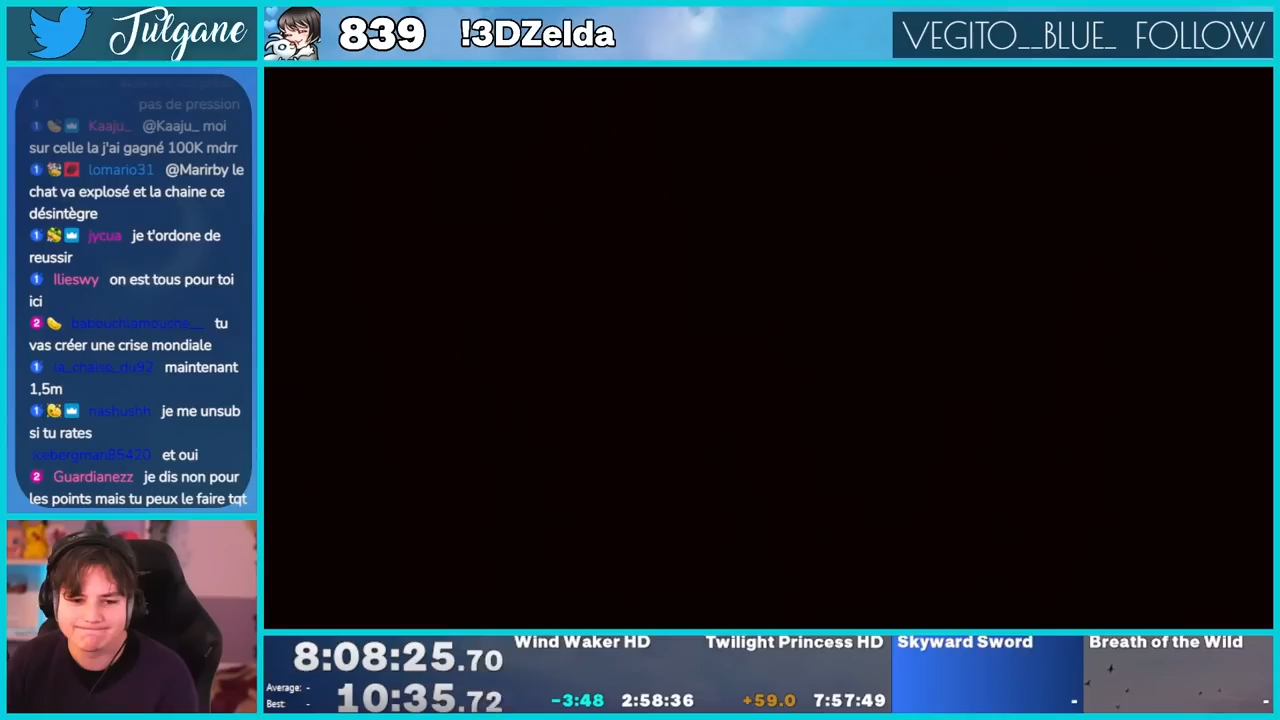 Julgane
839
!3DZelda
VEGITO__BLUE_ FOLLOW
pas de pression
Kaaju_ @Kaaju_ moi
sur celle la j'ai gagné 100K mdrr
lomario31 @Marirby le
chat va explosé et la chaine ce
désintègre
jycua je t'ordone de
reussir
llieswy on est tous pour toi
ici
tu
vas créer une crise mondiale
la_chaise_du92 maintenant
1,5m
nashushh je me unsub
si tu rates
icebergman85420 et oui
Guardianezz je dis non pour
les points mais tu peux le faire tqt
8:08:25.70
Average: -
Best: -
10:35.72
Wind Waker HD
-3:48 2:58:36
Twilight Princess HD
+59.0 7:57:49
Skyward Sword
-
Breath of the Wild
-